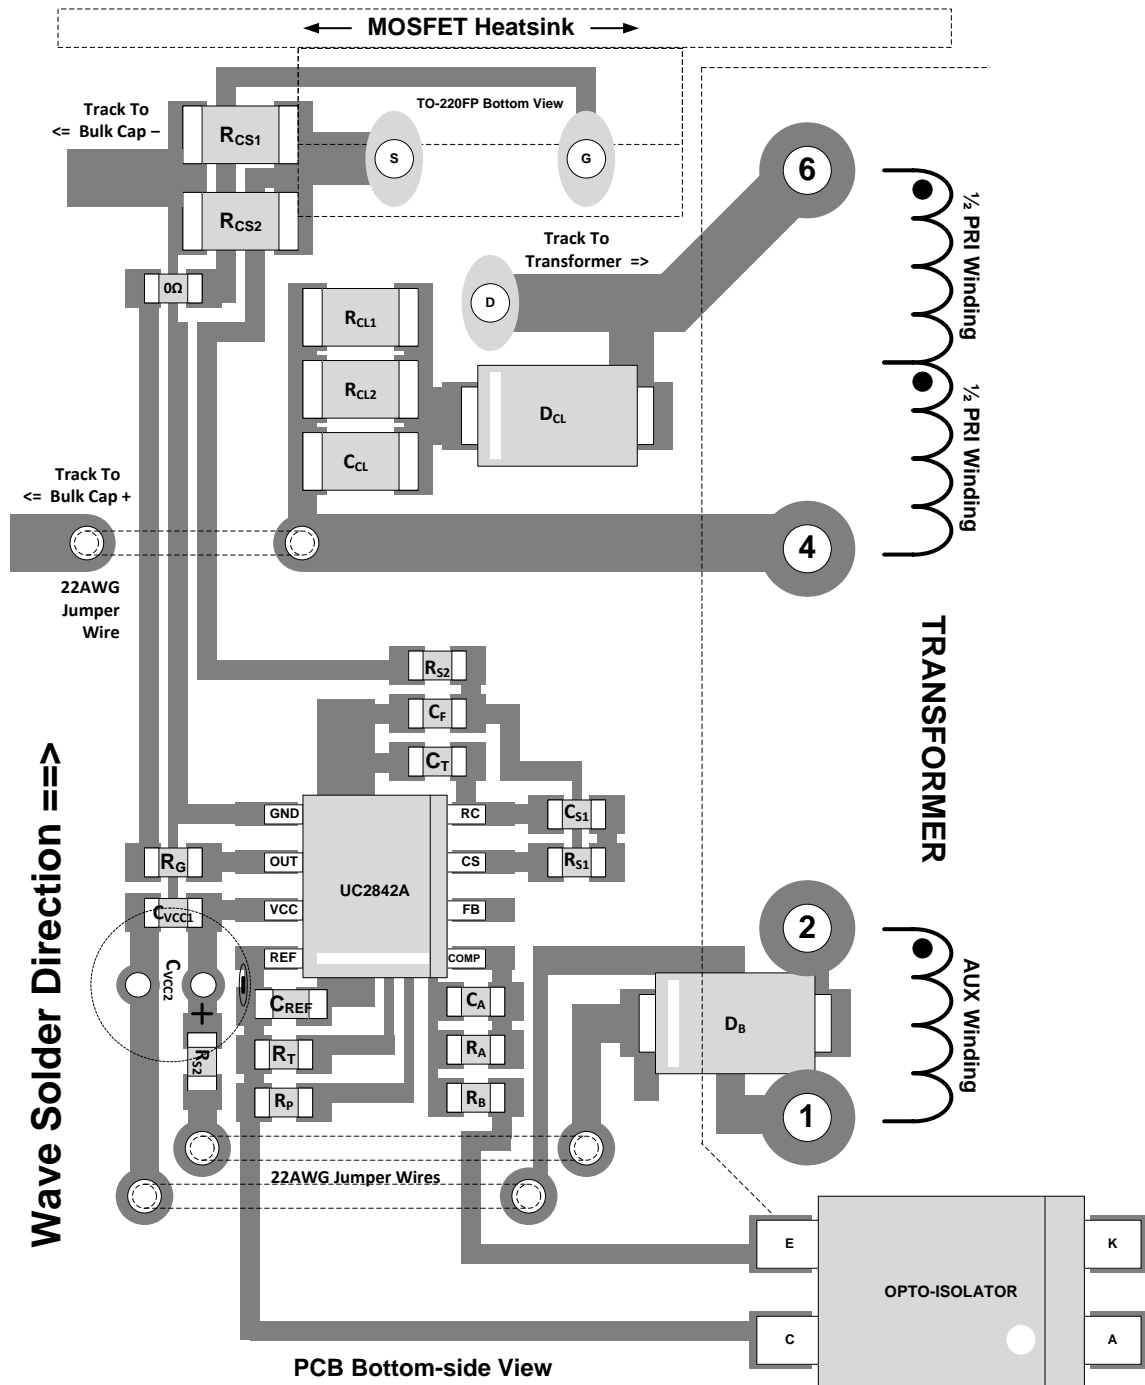 MOSFET Heatsink
TO-220FP Bottom View
Track To
<= Bulk Cap –
RCS1
S
G
6
RCS2
½ PRI Winding
Track To
Transformer =>
0Ω
D
RCL1
RCL2
DCL
½ PRI Winding
CCL
Track To
<= Bulk Cap +
4
22AWG
Jumper
Wire
TRANSFORMER
RS2
CF
CT
Wave Solder Direction ==>
GND
RC
CS1
OUT
CS
RG
RS1
UC2842A
VCC
FB
CVCC1
2
REF
COMP
CVCC2
+
-
CREF
CA
DB
AUX Winding
RS2
RT
RA
RP
RB
1
22AWG Jumper Wires
E
K
OPTO-ISOLATOR
C
A
PCB Bottom-side View